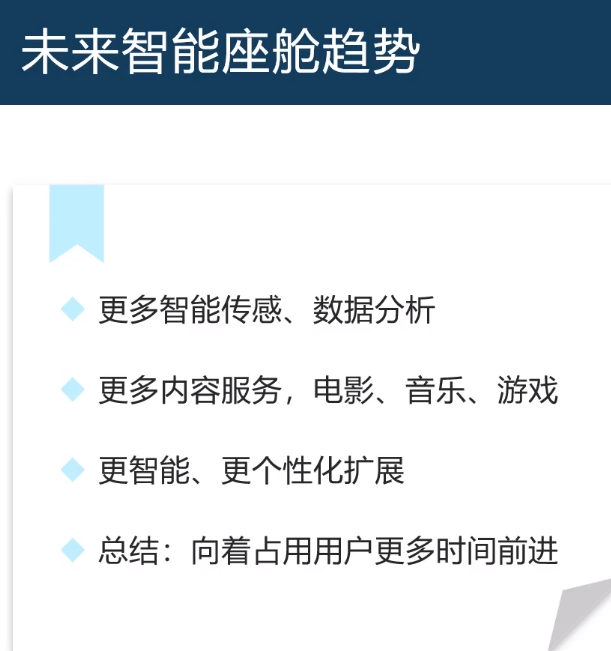 未来智能座舱趋势
更多智能传感、数据分析
更多内容服务，电影、音乐、游戏
更智能、更个性化扩展
总结：向着占用用户更多时间前进